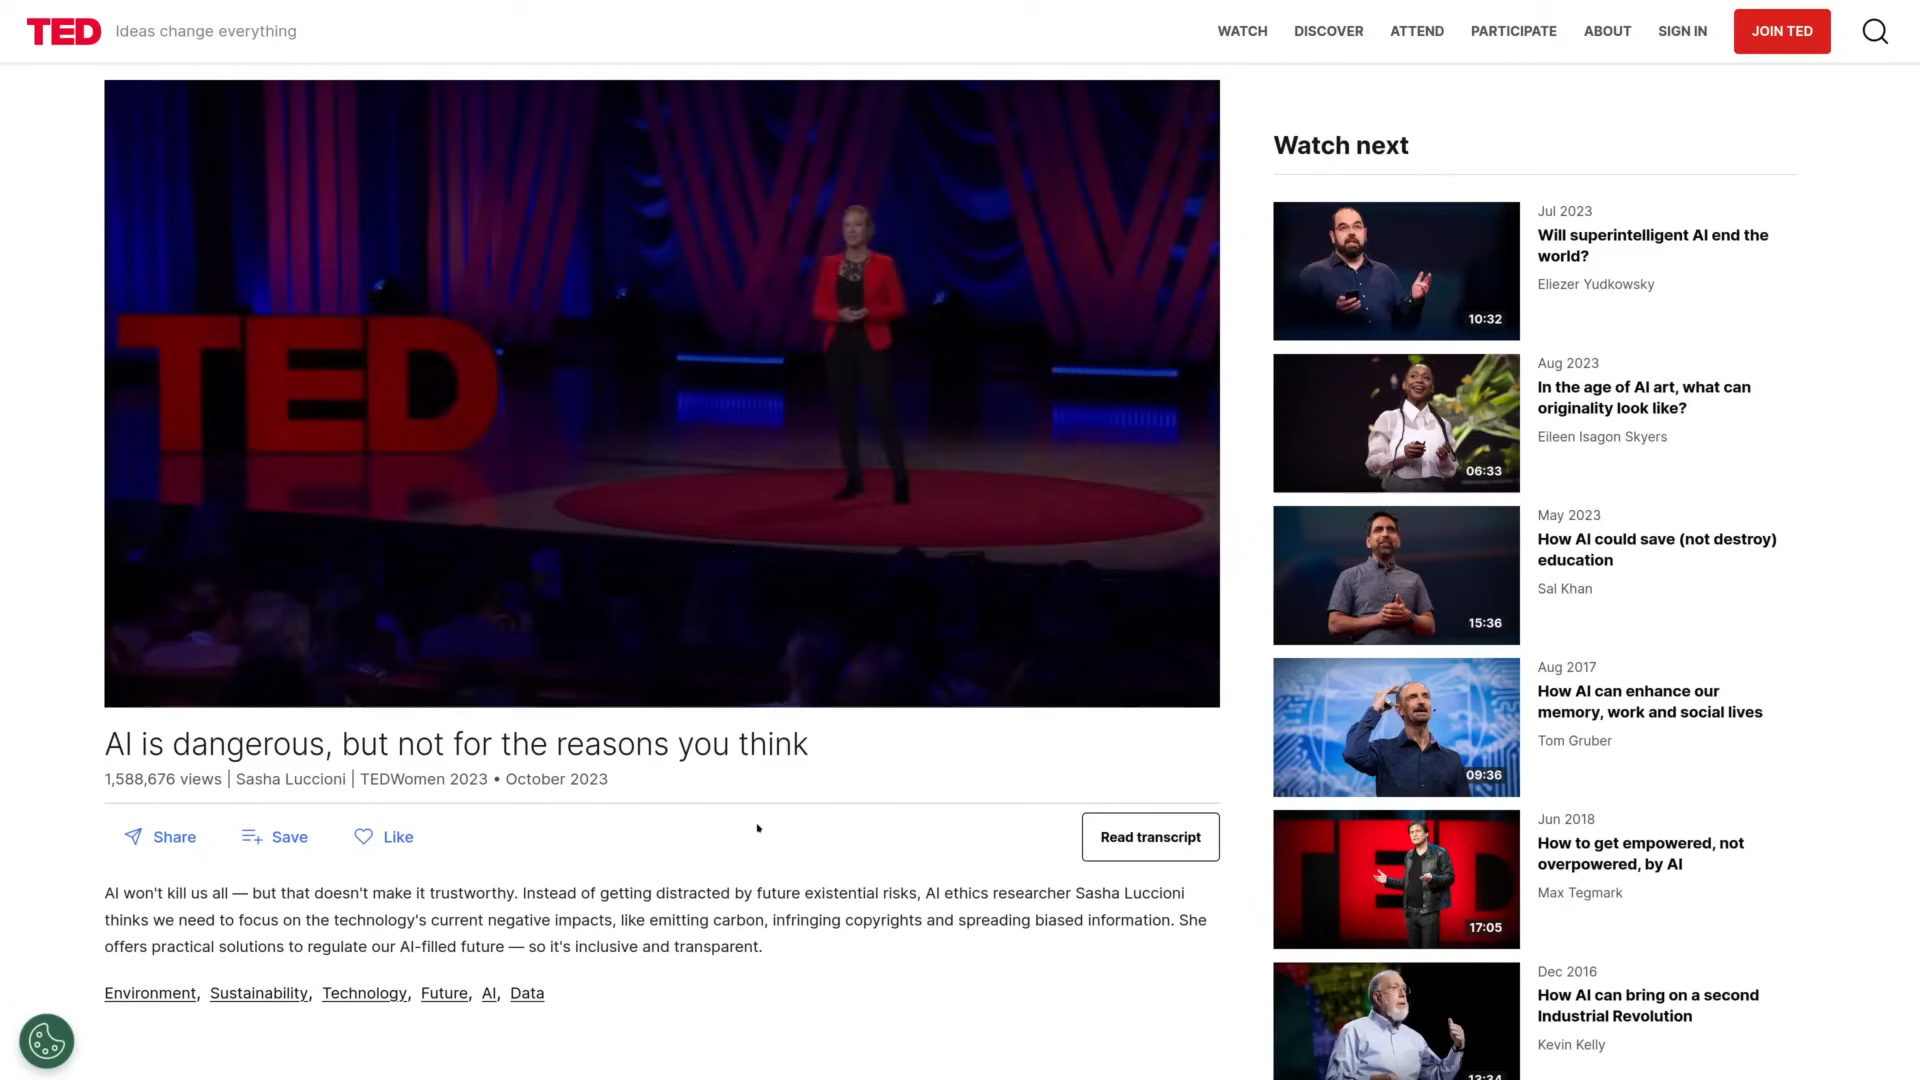 TED Ideas change everything
WATCH DISCOVER ATTEND PARTICIPATE ABOUT SIGN IN JOIN TED
TED
AI is dangerous, but not for the reasons you think
1,588,676 views | Sasha Luccioni | TEDWomen 2023 • October 2023
Share Save Like Read transcript
AI won't kill us all — but that doesn't make it trustworthy. Instead of getting distracted by future existential risks, AI ethics researcher Sasha Luccioni
thinks we need to focus on the technology's current negative impacts, like emitting carbon, infringing copyrights and spreading biased information. She
offers practical solutions to regulate our AI-filled future — so it's inclusive and transparent.
Environment, Sustainability, Technology, Future, AI, Data
Watch next
10:32
Jul 2023
Will superintelligent AI end the
world?
Eliezer Yudkowsky
06:33
Aug 2023
In the age of AI art, what can
originality look like?
Eileen Isagon Skyers
15:36
May 2023
How AI could save (not destroy)
education
Sal Khan
09:36
Aug 2017
How AI can enhance our
memory, work and social lives
Tom Gruber
TED
17:05
Jun 2018
How to get empowered, not
overpowered, by AI
Max Tegmark
13:34
Dec 2016
How AI can bring on a second
Industrial Revolution
Kevin Kelly